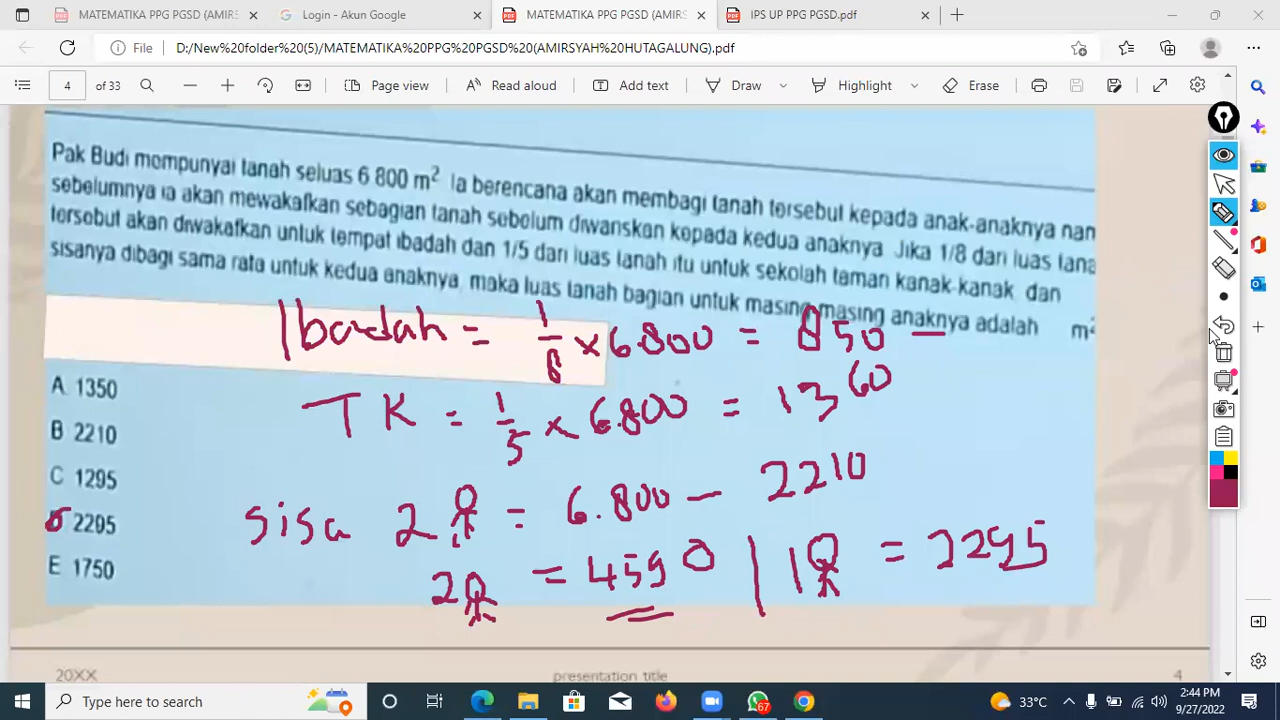 MATEMATIKA PPG PGSD (AMIRS
Login - Akun Google
MATEMATIKA PPG PGSD (AMIRS
IPS UP PPG PGSD.pdf
File D:/New%20folder%20(5)/MATEMATIKA%20PPG%20PGSD%20(AMIRSYAH%20HUTAGALUNG).pdf
4 of 33 Page view Read aloud Add text Draw Highlight Erase
Pak Budi mempunyai tanah seluas 6 800 m² Ia berencana akan membagi tanah tersebut kepada anak-anaknya nam
sebelumnya ia akan mewakafkan sebagian tanah sebelum diwariskan kepada kedua anaknya Jika 1/8 dari luas tana
tersebut akan diwakafkan untuk tempat ibadah dan 1/5 dari luas tanah itu untuk sekolah taman kanak-kanak dan
sisanya dibagi sama rata untuk kedua anaknya, maka luas tanah bagian untuk masing masing anaknya adalah m²
Ibadah = 1/8 × 6.800 = 850 —
A 1350
TK = 1/5 × 6.800 = 1360
B 2210
C 1295
sisa 2 = 6.800 — 2210
2295
2 = 4590 | 1 = 2295
E 1750
20XX presentation title 4
Type here to search
67
33°C
2:44 PM
9/27/2022